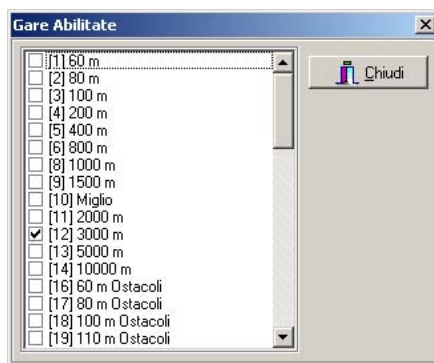 Gare Abilitate
[1] 60 m
[2] 80 m
[3] 100 m
[4] 200 m
[5] 400 m
[6] 800 m
[8] 1000 m
[9] 1500 m
[10] Miglio
[11] 2000 m
[12] 3000 m
[13] 5000 m
[14] 10000 m
[16] 60 m Ostacoli
[17] 80 m Ostacoli
[18] 100 m Ostacoli
[19] 110 m Ostacoli
Chiudi